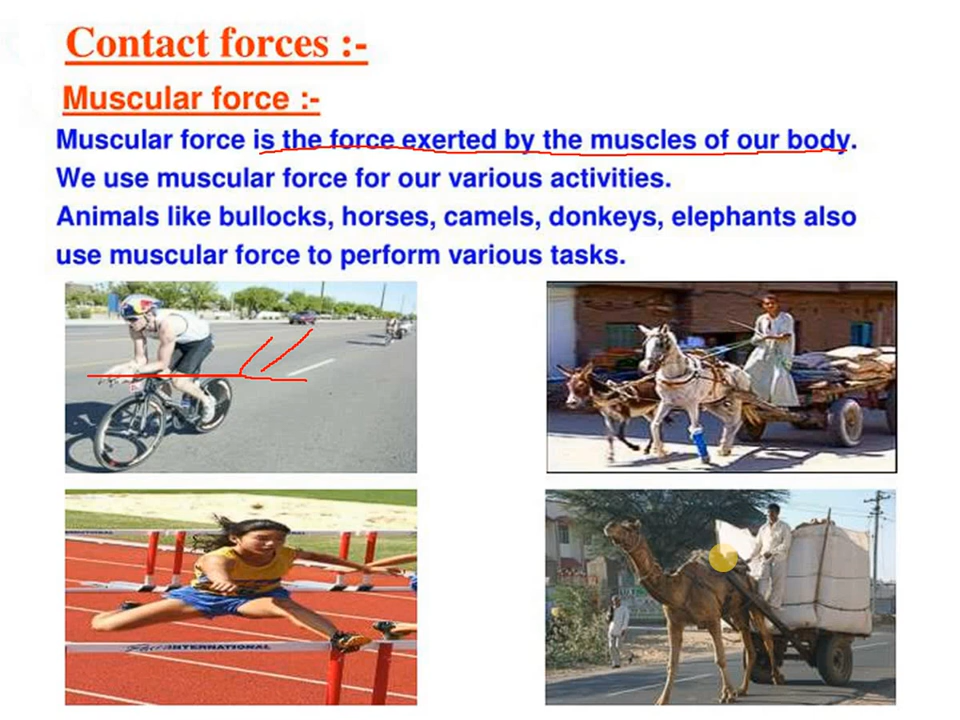 Contact forces :-
Muscular force :-
Muscular force is the force exerted by the muscles of our body.
We use muscular force for our various activities.
Animals like bullocks, horses, camels, donkeys, elephants also
use muscular force to perform various tasks.
INTERNATIONAL